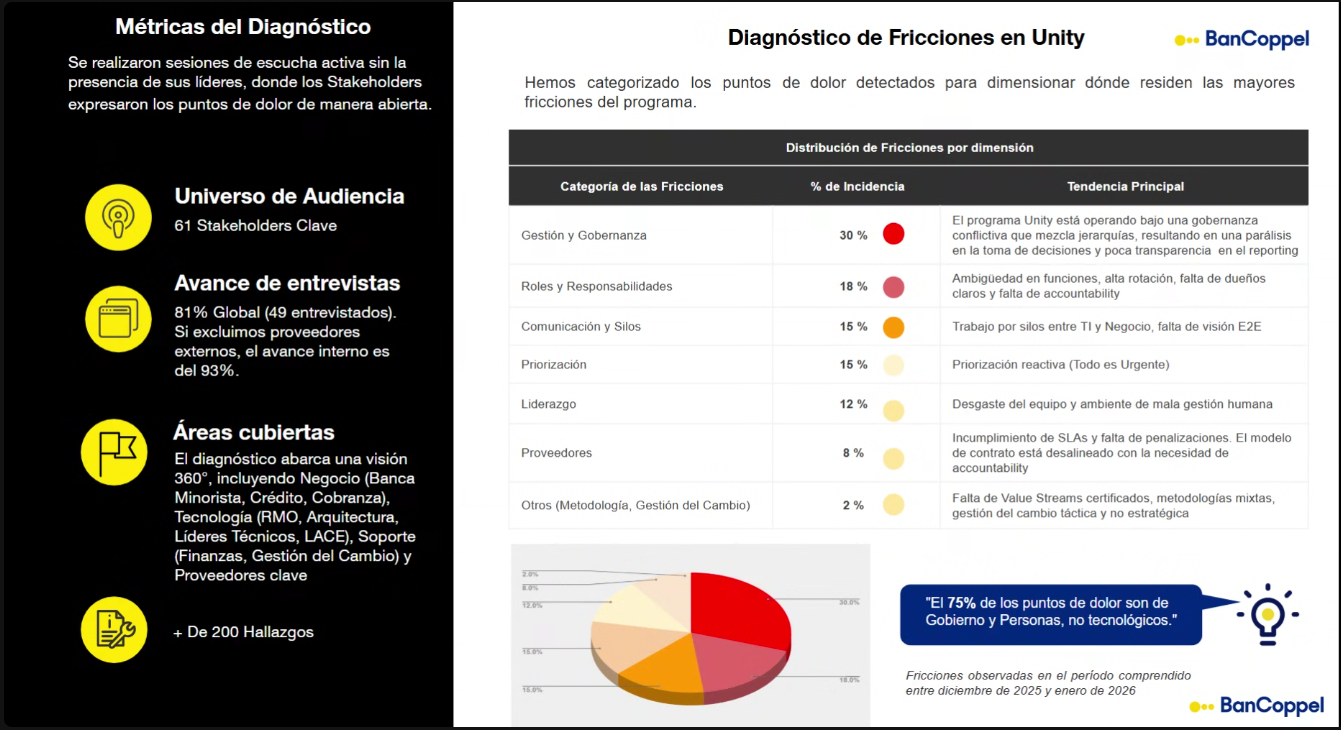 Métricas del Diagnóstico
Se realizaron sesiones de escucha activa sin la
presencia de sus líderes, donde los Stakeholders
expresaron los puntos de dolor de manera abierta.
Universo de Audiencia
61 Stakeholders Clave
Avance de entrevistas
81% Global (49 entrevistados).
Si excluimos proveedores
externos, el avance interno es
del 93%.
Áreas cubiertas
El diagnóstico abarca una visión
360°, incluyendo Negocio (Banca
Minorista, Crédito, Cobranza),
Tecnología (RMO, Arquitectura,
Líderes Técnicos, LACE), Soporte
(Finanzas, Gestión del Cambio) y
Proveedores clave
+ De 200 Hallazgos
Diagnóstico de Fricciones en Unity
BanCoppel
Hemos categorizado los puntos de dolor detectados para dimensionar dónde residen las mayores
fricciones del programa.
Distribución de Fricciones por dimensión
Categoría de las Fricciones % de Incidencia Tendencia Principal
Gestión y Gobernanza 30 %
El programa Unity está operando bajo una gobernanza
conflictiva que mezcla jerarquías, resultando en una parálisis
en la toma de decisiones y poca transparencia en el reporting
Roles y Responsabilidades 18 %
Ambigüedad en funciones, alta rotación, falta de dueños
claros y falta de accountability
Comunicación y Silos 15 % Trabajo por silos entre TI y Negocio, falta de visión E2E
Priorización 15 % Priorización reactiva (Todo es Urgente)
Liderazgo 12 % Desgaste del equipo y ambiente de mala gestión humana
Proveedores 8 %
Incumplimiento de SLAs y falta de penalizaciones. El modelo
de contrato está desalineado con la necesidad de
accountability
Otros (Metodología, Gestión del Cambio) 2 %
Falta de Value Streams certificados, metodologías mixtas,
gestión del cambio táctica y no estratégica
2.0%
8.0%
12.0%
15.0%
15.0%
30.0%
18.0%
"El 75% de los puntos de dolor son de
Gobierno y Personas, no tecnológicos."
Fricciones observadas en el período comprendido
entre diciembre de 2025 y enero de 2026
BanCoppel